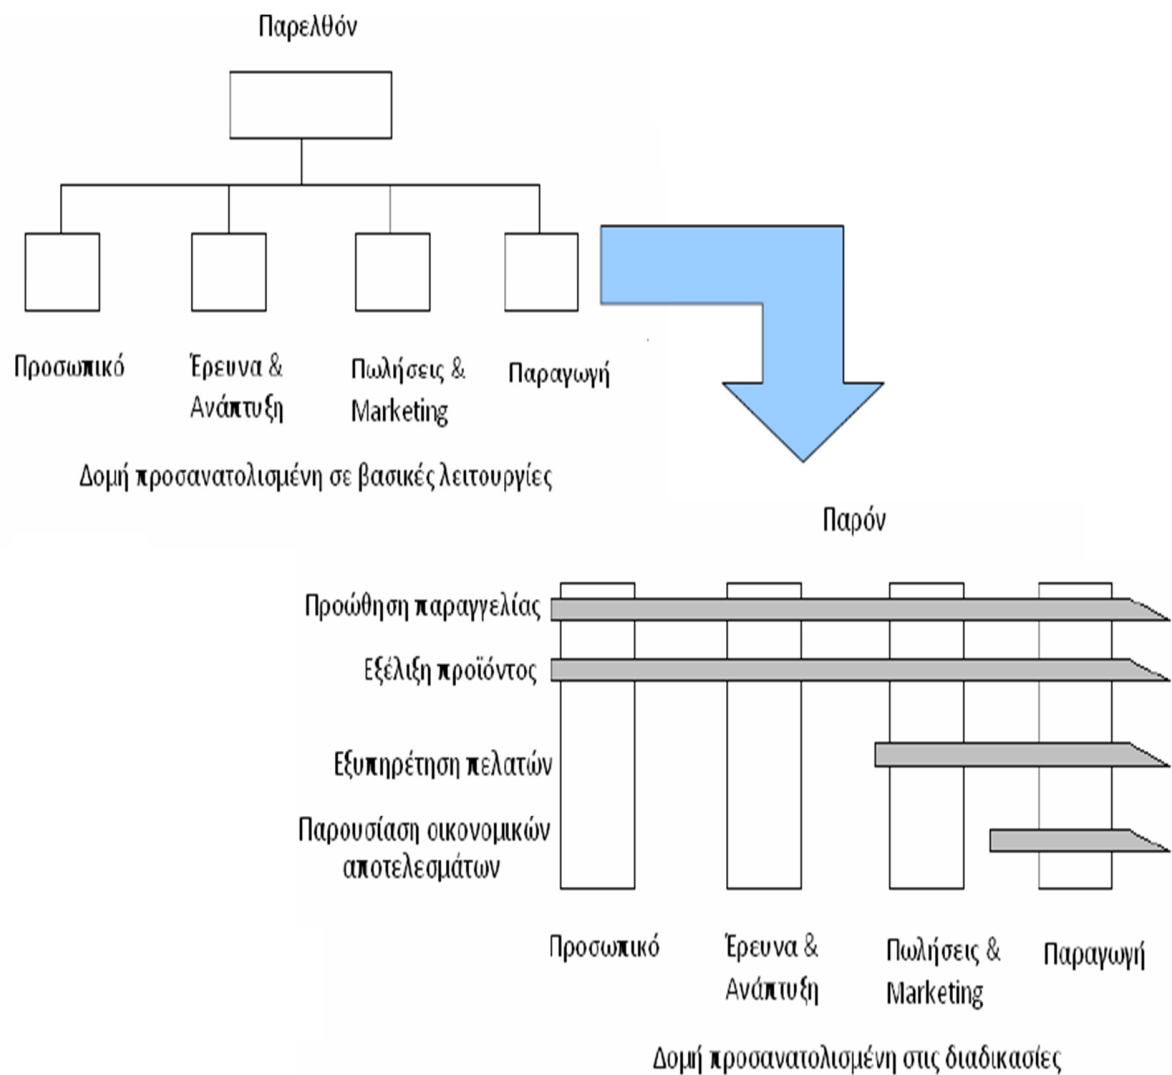 Παρελθόν
Προσωπικό
Έρευνα &
Ανάπτυξη
Πωλήσεις &
Marketing
Παραγωγή
Δομή προσανατολισμένη σε βασικές λειτουργίες
Παρόν
Προώθηση παραγγελίας
Εξέλιξη προϊόντος
Εξυπηρέτηση πελατών
Παρουσίαση οικονομικών
αποτελεσμάτων
Προσωπικό
Έρευνα &
Ανάπτυξη
Πωλήσεις &
Marketing
Παραγωγή
Δομή προσανατολισμένη στις διαδικασίες